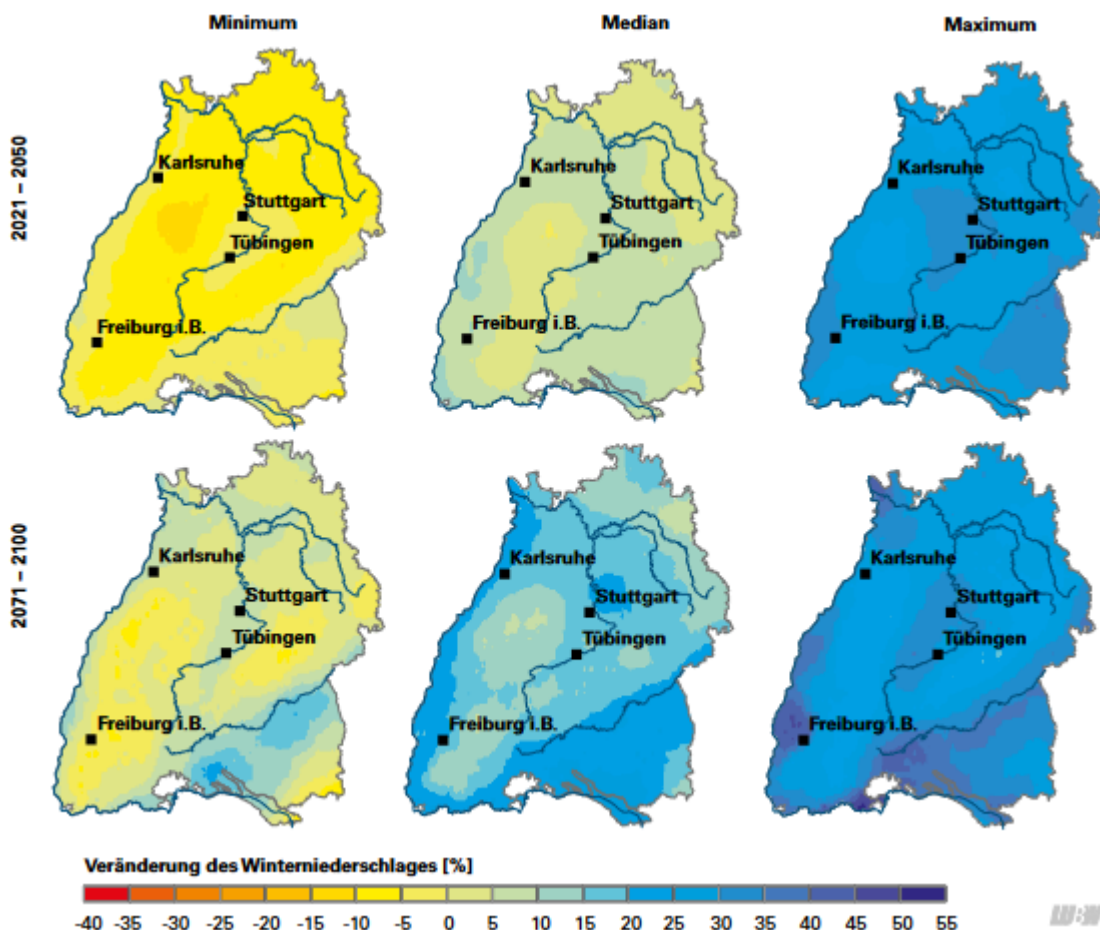 Minimum
Median
Maximum
2021 – 2050
Karlsruhe
Stuttgart
Tübingen
Freiburg i.B.
Karlsruhe
Stuttgart
Tübingen
Freiburg i.B.
Karlsruhe
Stuttgart
Tübingen
Freiburg i.B.
2071 – 2100
Karlsruhe
Stuttgart
Tübingen
Freiburg i.B.
Karlsruhe
Stuttgart
Tübingen
Freiburg i.B.
Karlsruhe
Stuttgart
Tübingen
Freiburg i.B.
Veränderung des Winterniederschlages [%]
-40 -35 -30 -25 -20 -15 -10 -5 0 5 10 15 20 25 30 35 40 45 50 55